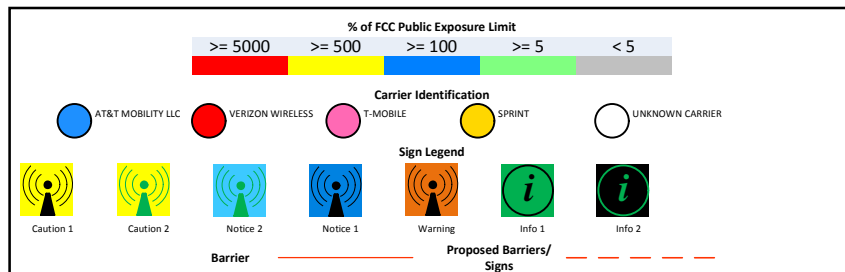 % of FCC Public Exposure Limit
>= 5000 >= 500 >= 100 >= 5 < 5
Carrier Identification
AT&T MOBILITY LLC VERIZON WIRELESS T-MOBILE SPRINT UNKNOWN CARRIER
Sign Legend
i i
Caution 1 Caution 2 Notice 2 Notice 1 Warning Info 1 Info 2
Barrier Proposed Barriers/
Signs